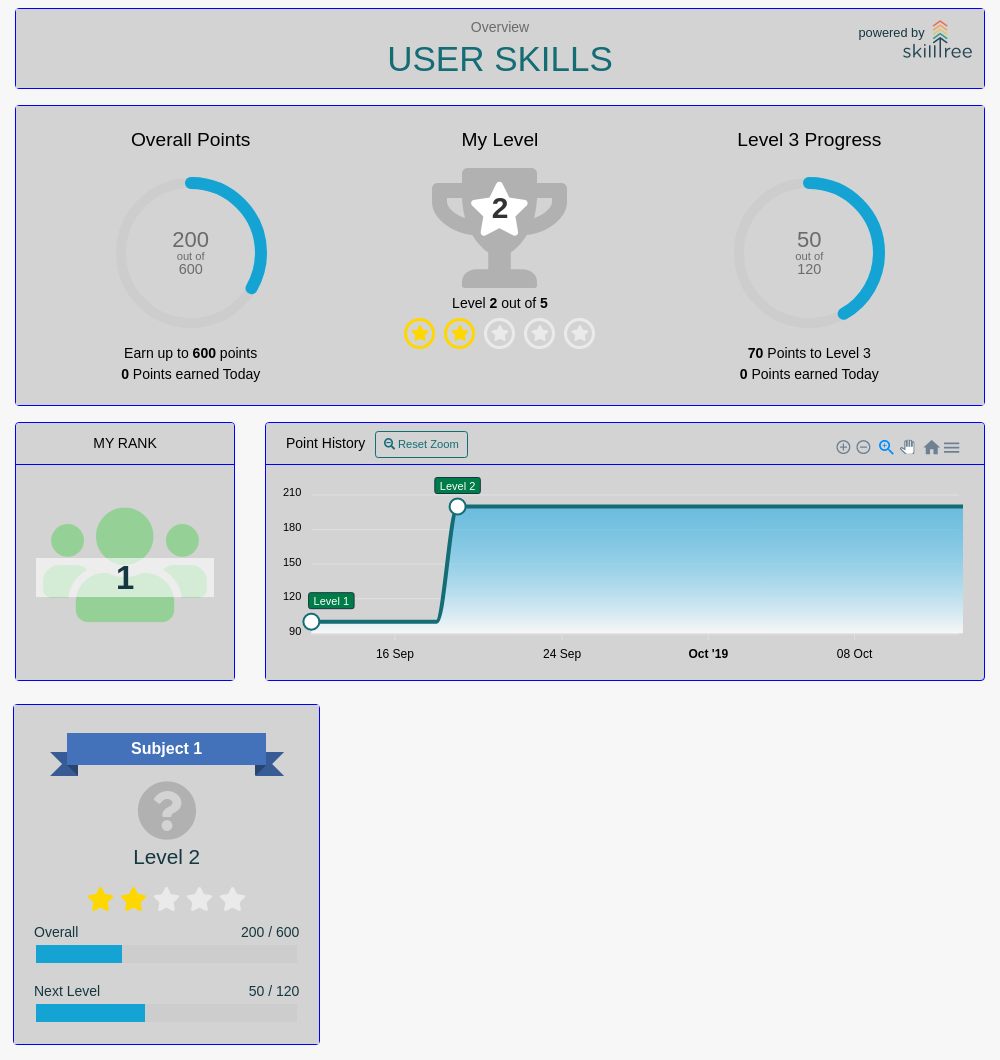 Overview
USER SKILLS
powered by
skilltree
Overall Points
200
out of
600
Earn up to 600 points
0 Points earned Today
My Level
2
Level 2 out of 5
Level 3 Progress
50
out of
120
70 Points to Level 3
0 Points earned Today
MY RANK
1
Point History
Reset Zoom
210
180
150
120
90
Level 1
Level 2
16 Sep
24 Sep
Oct '19
08 Oct
Subject 1
Level 2
Overall 200 / 600
Next Level 50 / 120